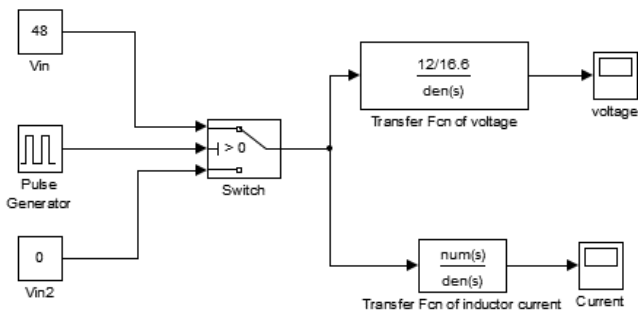 48
Vin
Pulse
Generator
0
Vin2
> 0
Switch
12/16.6
den(s)
Transfer Fcn of voltage
voltage
num(s)
den(s)
Transfer Fcn of inductor current
Current